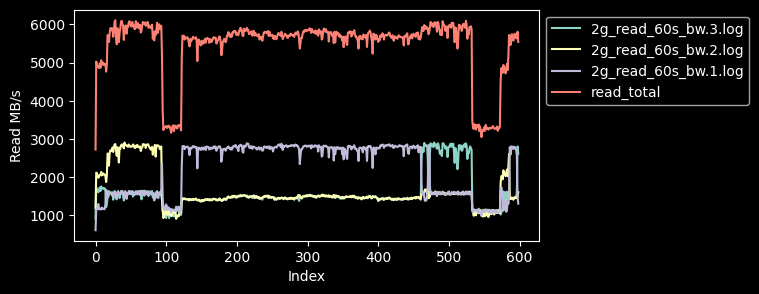 6000
5000
4000
3000
2000
1000
Read MB/s
0 100 200 300 400 500 600
Index
2g_read_60s_bw.3.log
2g_read_60s_bw.2.log
2g_read_60s_bw.1.log
read_total